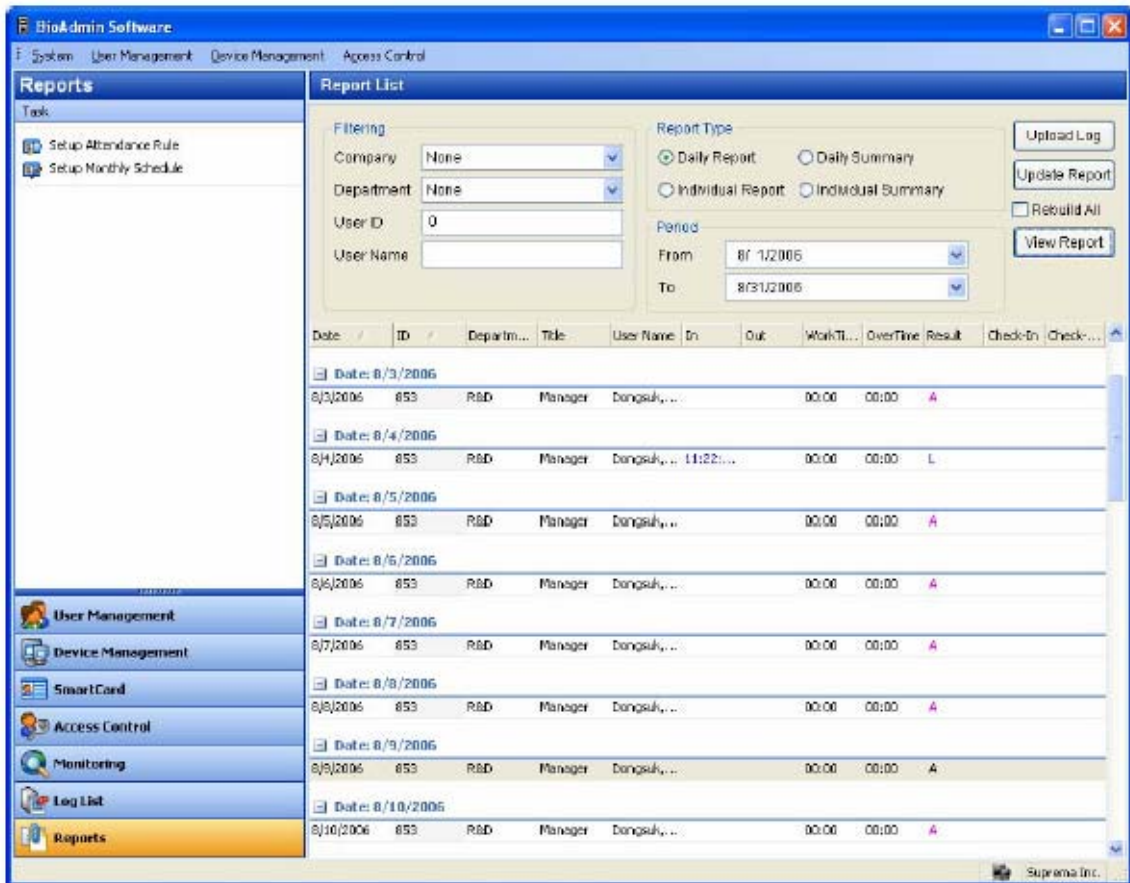 BioAdmin Software
System User Management Device Management Access Control
Reports
Task
Setup Attendance Rule
Setup Monthly Schedule
User Management
Device Management
SmartCard
Access Control
Monitoring
Log List
Reports
Report List
Filtering
Company None
Department None
User ID 0
User Name
Report Type
Daily Report Daily Summary
Individual Report Individual Summary
Period
From 8/ 1/2006
To 8/31/2006
Upload Log
Update Report
Rebuild All
View Report
Date ID Departm... Title User Name In Out WorkTi... OverTime Result Check-In Check-...
Date: 8/3/2006
8/3/2006 853 R&D Manager Dongsuk,... 00:00 00:00 A
Date: 8/4/2006
8/4/2006 853 R&D Manager Dongsuk,... 11:22:... 00:00 00:00 L
Date: 8/5/2006
8/5/2006 853 R&D Manager Dongsuk,... 00:00 00:00 A
Date: 8/6/2006
8/6/2006 853 R&D Manager Dongsuk,... 00:00 00:00 A
Date: 8/7/2006
8/7/2006 853 R&D Manager Dongsuk,... 00:00 00:00 A
Date: 8/8/2006
8/8/2006 853 R&D Manager Dongsuk,... 00:00 00:00 A
Date: 8/9/2006
8/9/2006 853 R&D Manager Dongsuk,... 00:00 00:00 A
Date: 8/10/2006
8/10/2006 853 R&D Manager Dongsuk,... 00:00 00:00 A
Suprema Inc.